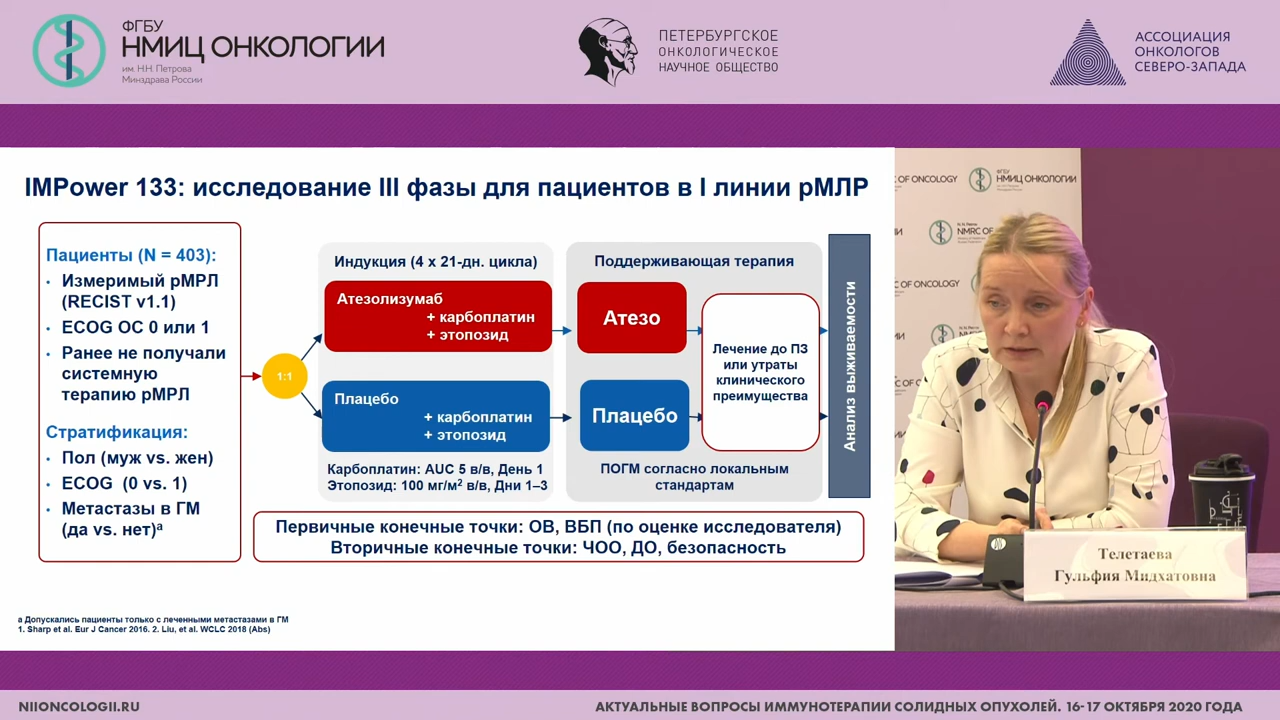 ФГБУ
НМИЦ ОНКОЛОГИИ
им. Н.Н. Петрова
Минздрава России
ПЕТЕРБУРГСКОЕ
ОНКОЛОГИЧЕСКОЕ
НАУЧНОЕ ОБЩЕСТВО
АССОЦИАЦИЯ
ОНКОЛОГОВ
СЕВЕРО-ЗАПАДА
IMPower 133: исследование III фазы для пациентов в I линии рМЛР
Пациенты (N = 403):
• Измеримый рМРЛ
(RECIST v1.1)
• ECOG ОС 0 или 1
• Ранее не получали
системную
терапию рМРЛ
Стратификация:
• Пол (муж vs. жен)
• ECOG (0 vs. 1)
• Метастазы в ГМ
(да vs. нет)ª
1:1
Индукция (4 х 21-дн. цикла)
Атезолизумаб
+ карбоплатин
+ этопозид
Плацебо
+ карбоплатин
+ этопозид
Карбоплатин: AUC 5 в/в, День 1
Этопозид: 100 мг/м² в/в, Дни 1–3
Поддерживающая терапия
Атезо
Плацебо
Лечение до ПЗ
или утраты
клинического
преимущества
ПОГМ согласно локальным
стандартам
Анализ выживаемости
Первичные конечные точки: ОВ, ВБП (по оценке исследователя)
Вторичные конечные точки: ЧОО, ДО, безопасность
а Допускались пациенты только с леченными метастазами в ГМ
1. Sharp et al. Eur J Cancer 2016. 2. Liu, et al. WCLC 2018 (Abs)
C OF ONCOLOGY
ФГБУ
НМИЦ ОНКОЛОГИИ
NMRC OF
RC OF ONCOLOGY
Телетаева
Гульфия Мидхатовна
NIIONCOLOGII.RU
АКТУАЛЬНЫЕ ВОПРОСЫ ИММУНОТЕРАПИИ СОЛИДНЫХ ОПУХОЛЕЙ. 16-17 ОКТЯБРЯ 2020 ГОДА